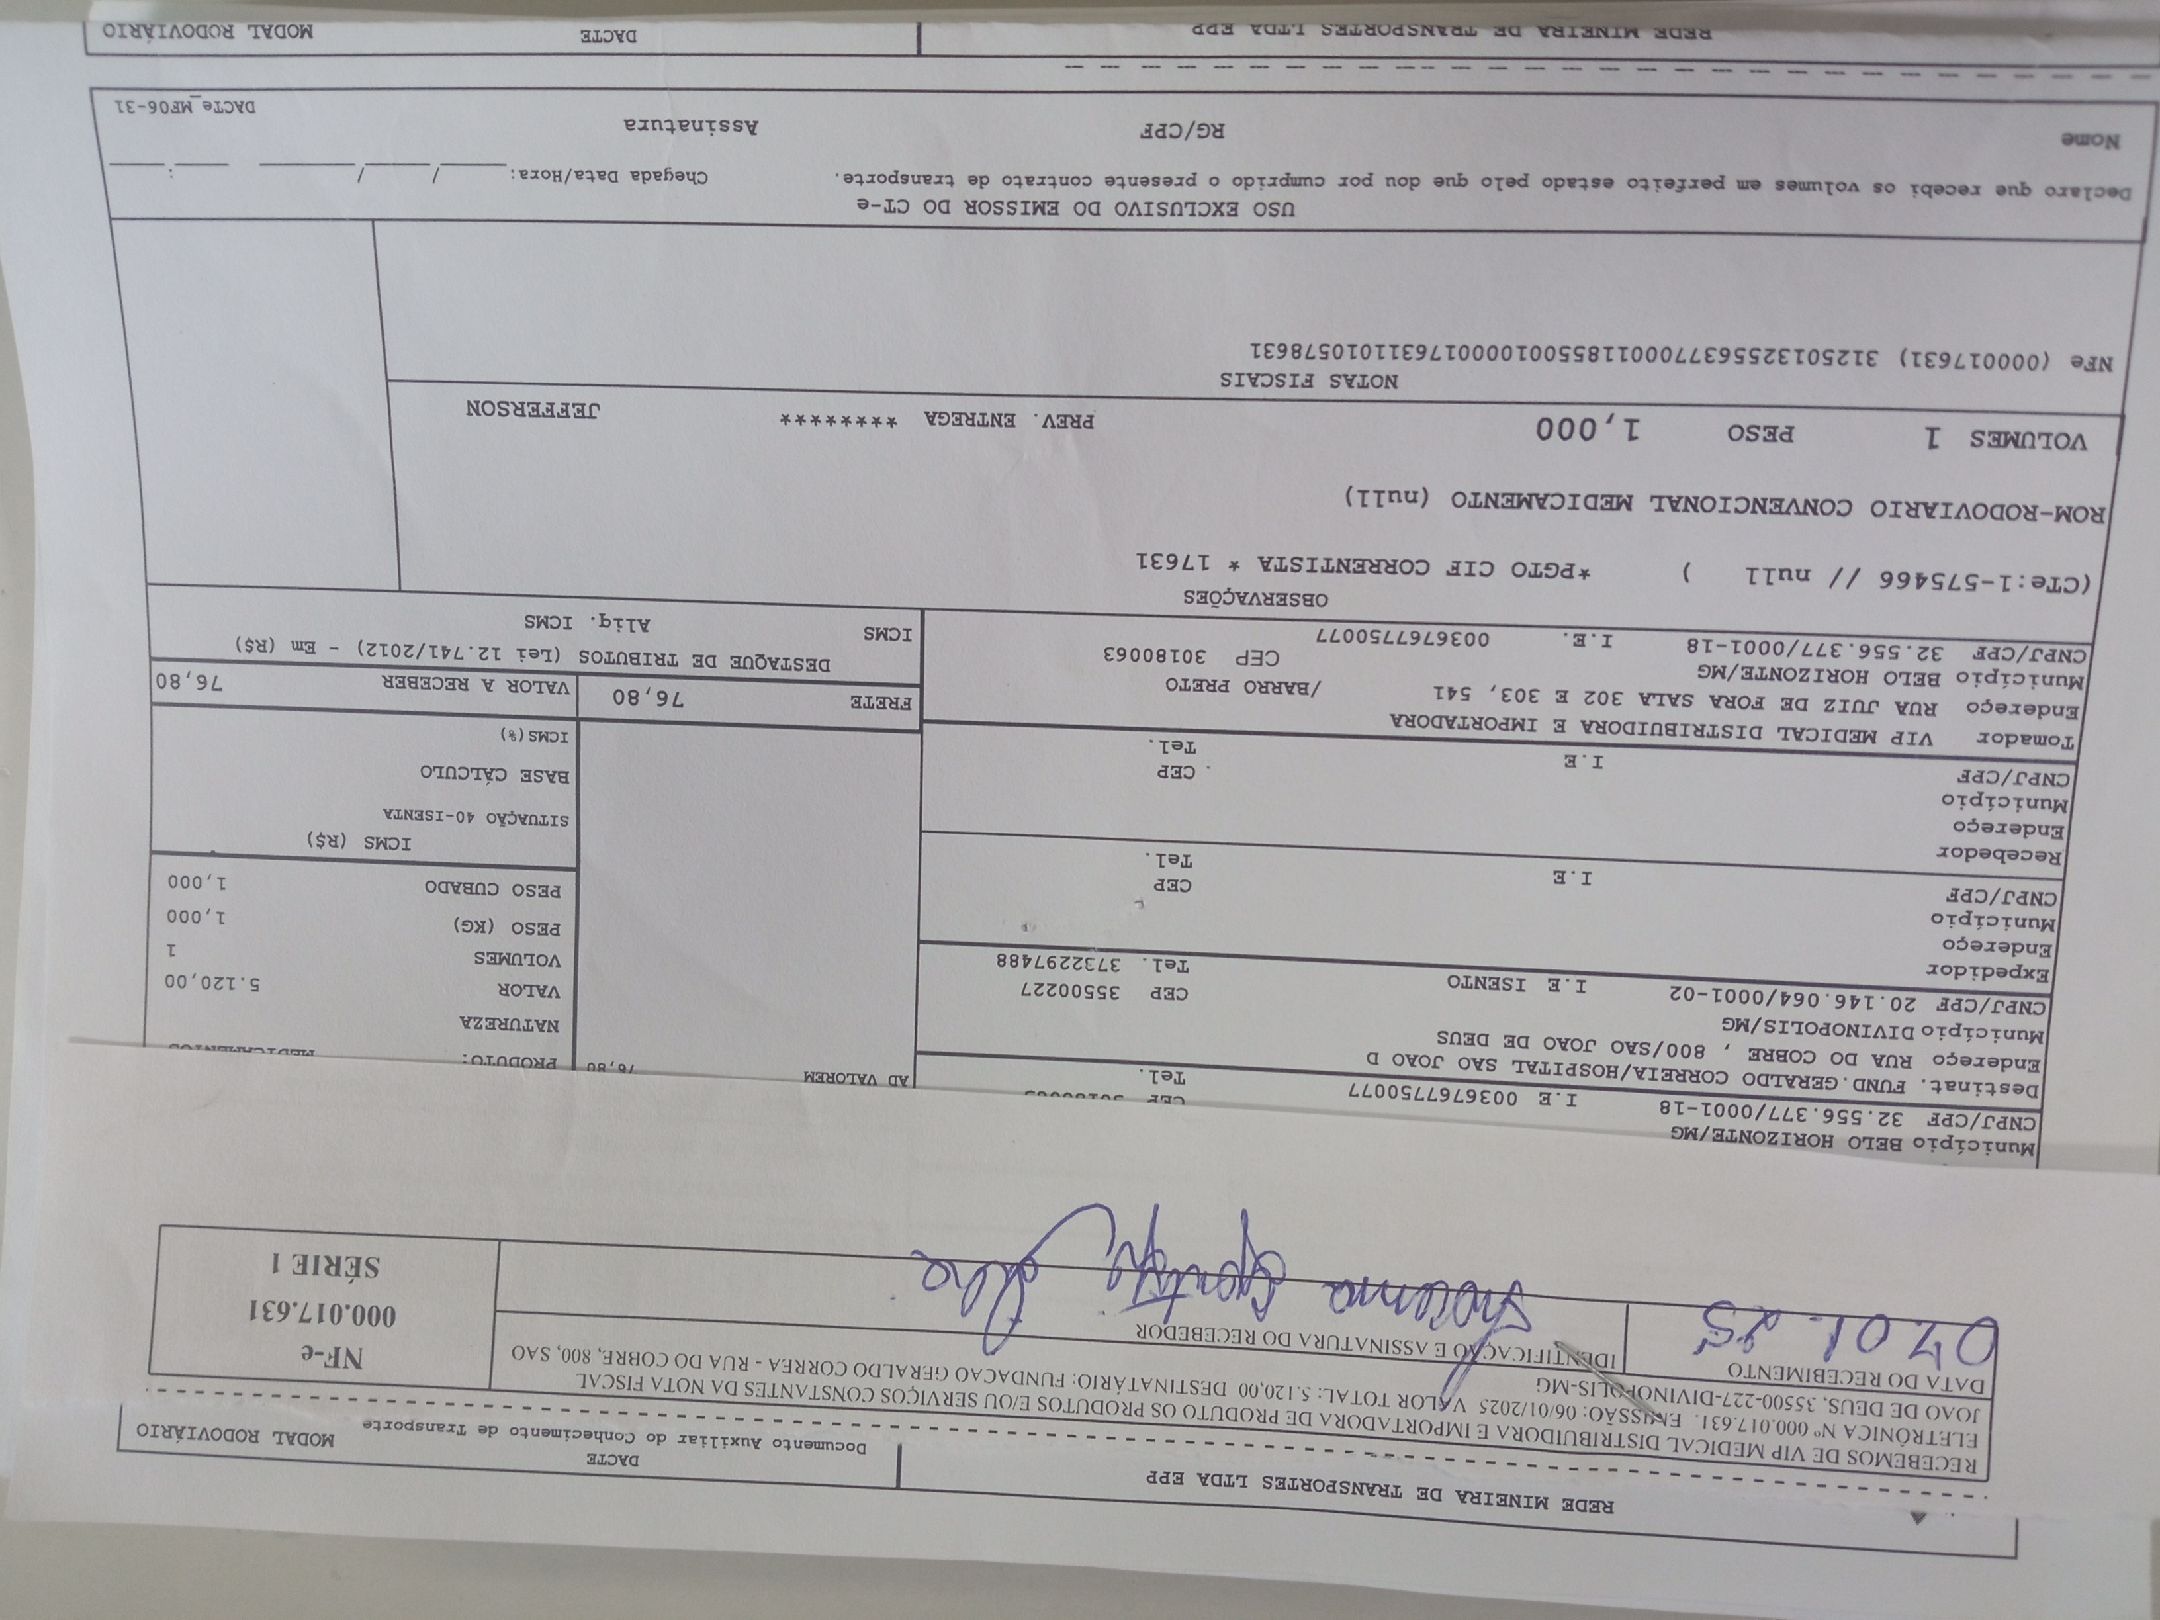 REDE MINEIRA DE TRANSPORTES LTDA EPP
DACTE
Documento Auxiliar do Conhecimento de Transporte
MODAL RODOVIÁRIO
RECEBEMOS DE VIP MEDICAL DISTRIBUIDORA E IMPORTADORA DE PRODUTO OS PRODUTOS E/OU SERVIÇOS CONSTANTES DA NOTA FISCAL
ELETRÔNICA Nº 000.017.631. EMISSÃO: 06/01/2025 VALOR TOTAL: 5.120,00 DESTINATÁRIO: FUNDACAO GERALDO CORREA - RUA DO COBRE, 800, SAO
JOAO DE DEUS, 35500-227-DIVINOPOLIS-MG
DATA DO RECEBIMENTO
07.01.25
IDENTIFICAÇÃO E ASSINATURA DO RECEBEDOR
NF-e
000.017.631
SÉRIE 1
Município BELO HORIZONTE/MG
CNPJ/CPF 32.556.377/0001-18 I.E 0036767750077
Tel.
Destinat. FUND.GERALDO CORREIA/HOSPITAL SAO JOAO D
Endereço RUA DO COBRE , 800/SAO JOAO DE DEUS
Município DIVINOPOLIS/MG CEP 35500227
CNPJ/CPF 20.146.064/0001-02 I.E ISENTO Tel. 3732297488
Expedidor
Endereço
Município CEP
CNPJ/CPF I.E Tel.
Recebedor
Endereço
Município CEP
CNPJ/CPF I.E Tel.
Tomador VIP MEDICAL DISTRIBUIDORA E IMPORTADORA
Endereço RUA JUIZ DE FORA SALA 302 E 303, 541 /BARRO PRETO
Município BELO HORIZONTE/MG CEP 30180063
CNPJ/CPF 32.556.377/0001-18 I.E. 0036767750077
AD VALOREM 76,80
FRETE 76,80
PRODUTO: MEDICAMENTOS
NATUREZA
VALOR 5.120,00
VOLUMES 1
PESO (KG) 1,000
PESO CUBADO 1,000
ICMS (R$)
SITUAÇÃO 40-ISENTA
BASE CÁLCULO
ICMS(%)
VALOR A RECEBER 76,80
DESTAQUE DE TRIBUTOS (Lei 12.741/2012) - Em (R$)
ICMS Aliq. ICMS
OBSERVAÇÕES
(CTe:1-575466 // null ) *PGTO CIF CORRENTISTA * 17631
ROM-RODOVIARIO CONVENCIONAL MEDICAMENTO (null)
VOLUMES 1 PESO 1,000 PREV. ENTREGA ******** JEFFERSON
NOTAS FISCAIS
NFe (000017631) 31250132556377000118550010000176311010578631
USO EXCLUSIVO DO EMISSOR DO CT-e
Declaro que recebi os volumes em perfeito estado pelo que dou por cumprido o presente contrato de transporte. Chegada Data/Hora: ____/____/____ ____:____
Nome RG/CPF Assinatura
DACTe_MF06-31
REDE MINEIRA DE TRANSPORTES LTDA EPP
DACTE
MODAL RODOVIÁRIO